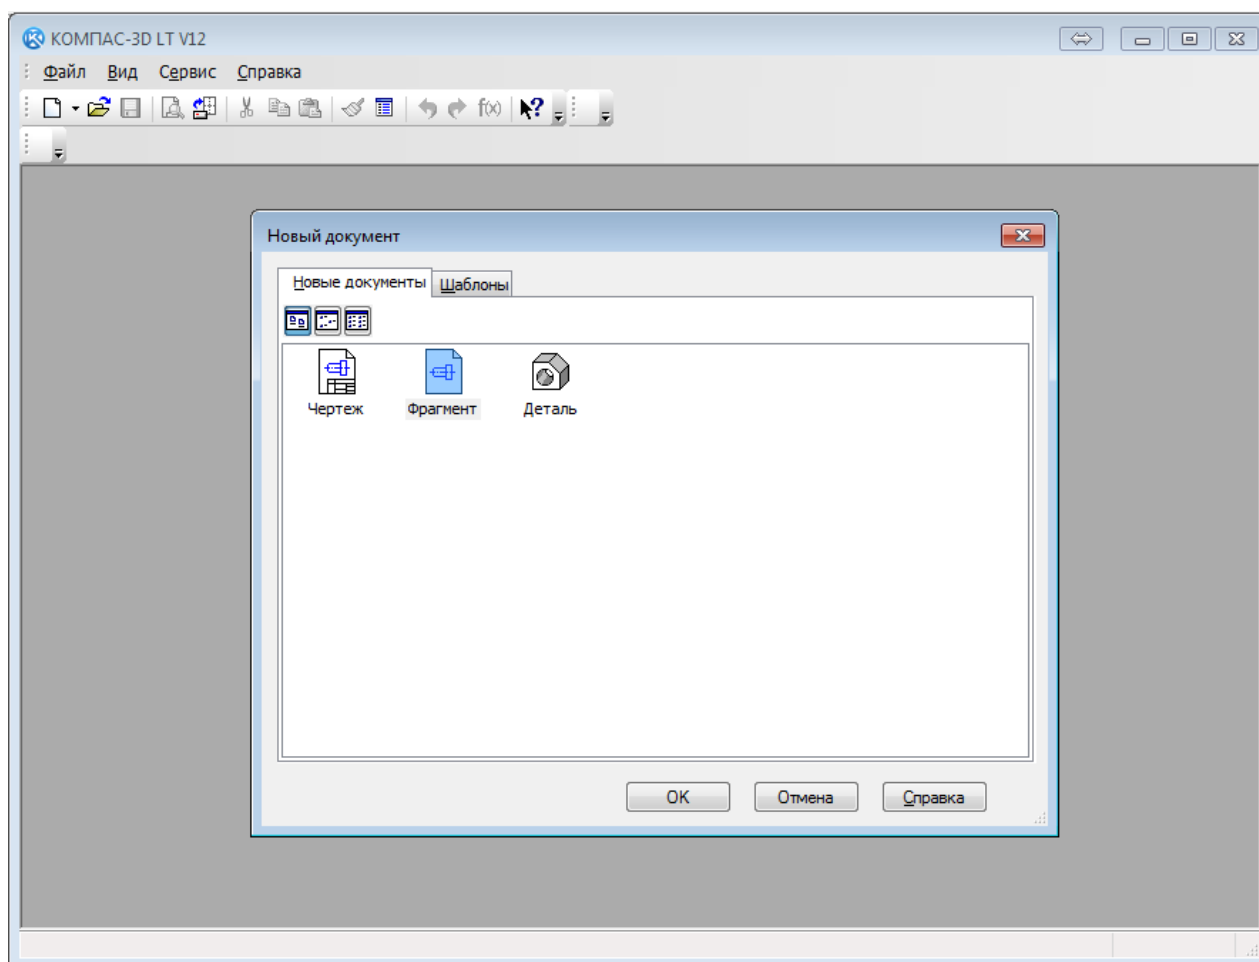 КОМПАС-3D LT V12
Файл Вид Сервис Справка
f(x) ?
Новый документ
Новые документы Шаблоны
Чертеж Фрагмент Деталь
OK Отмена Справка